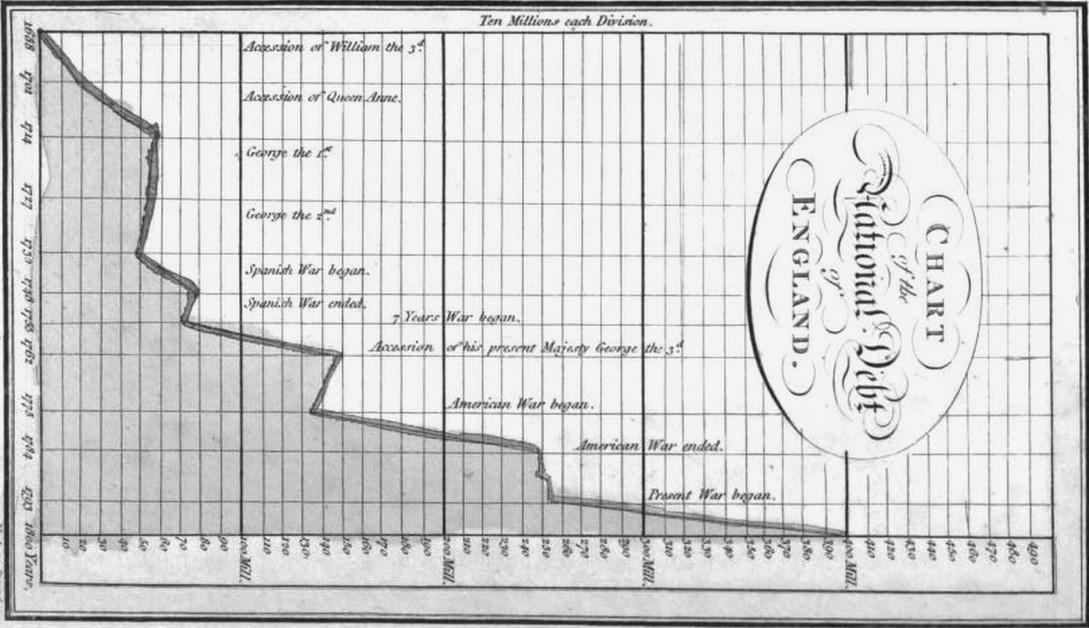 Ten Millions each Division.
Accession of William the 3.d
Accession of Queen Anne.
George the 1.st
George the 2.nd
Spanish War began.
Spanish War ended.
7 Years War began.
Accession of his present Majesty George the 3.d
American War began.
American War ended.
Present War began.
CHART
of the
National Debt
of
ENGLAND.
1688
1701
1714
1727
1739
1748
1755
1762
1775
1784
1793
1800 Years.
10 20 30 40 50 60 70 80 90 100 Mill. 110 120 130 140 150 160 170 180 190 200 Mill. 210 220 230 240 250 260 270 280 290 300 Mill. 310 320 330 340 350 360 370 380 390 400 Mill. 410 420 430 440 450 460 470 480 490